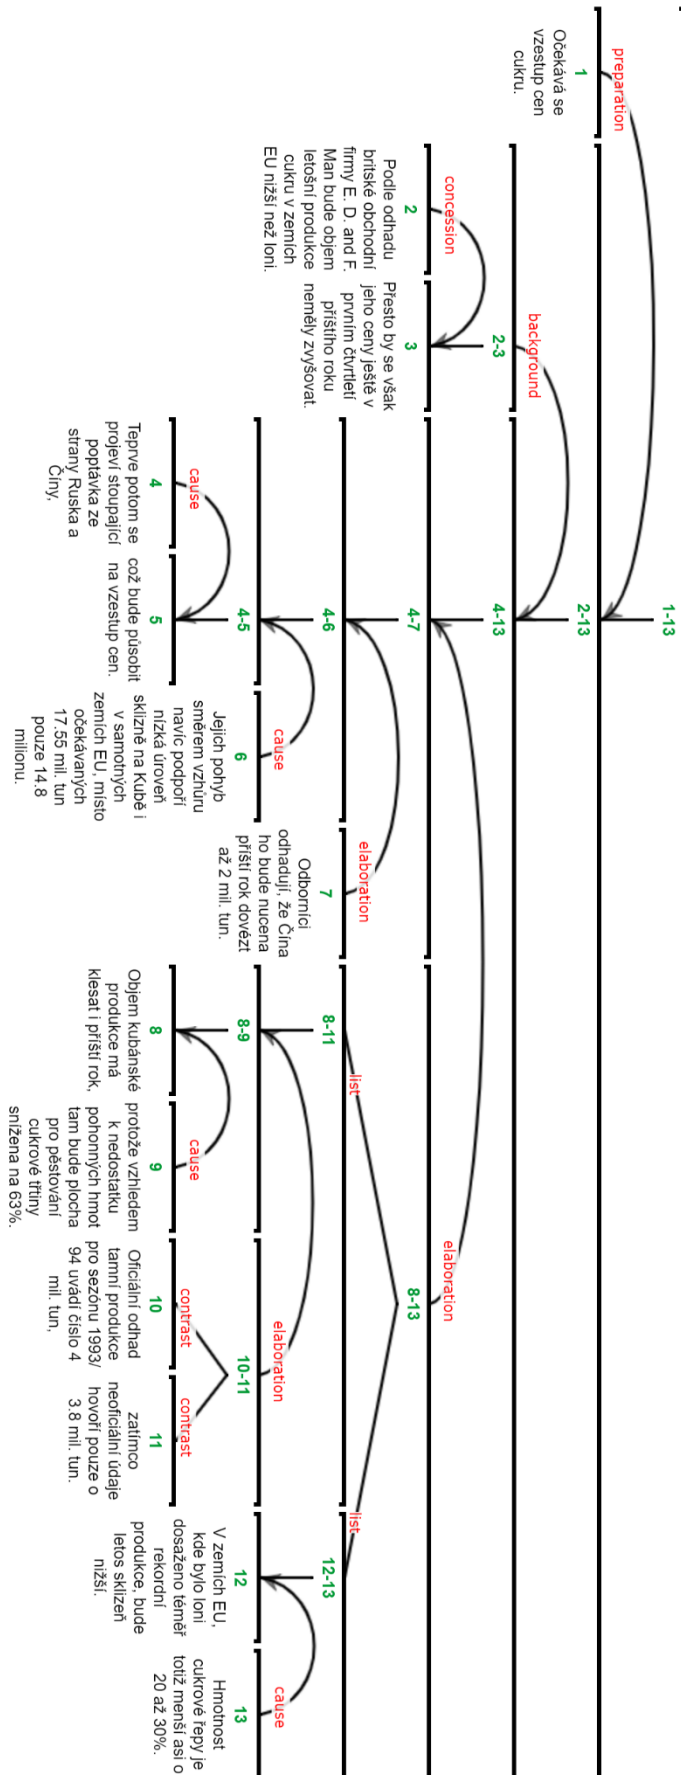 1-13
preparation
2-13
1
Očekává se
vzestup cen
cukru.
background
4-13
2-3
concession
2
Podle odhadu
britské obchodní
firmy E. D. and F.
Man bude objem
letošní produkce
cukru v zemích
EU nižší než loni.
3
Přesto by se však
jeho ceny ještě v
prvním čtvrtletí
příštího roku
neměly zvyšovat.
4-7
elaboration
8-13
4-6
elaboration
7
Odborníci
odhadují, že Čína
ho bude nucena
příští rok dovézt
až 2 mil. tun.
4-5
cause
6
Jejich pohyb
směrem vzhůru
navíc podpoří
nízká úroveň
sklizně na Kubě i
v samotných
zemích EU, místo
očekávaných
17.55 mil. tun
pouze 14.8
milionu.
cause
4
Teprve potom se
projeví stoupající
poptávka ze
strany Ruska a
Číny,
5
což bude působit
na vzestup cen.
list
list
8-11
12-13
8-9
elaboration
10-11
cause
8
Objem kubánské
produkce má
klesat i příští rok,
9
protože vzhledem
k nedostatku
pohonných hmot
tam bude plocha
pro pěstování
cukrové třtiny
snížena na 63%.
contrast
contrast
10
Oficiální odhad
tamní produkce
pro sezónu 1993/
94 uvádí číslo 4
mil. tun,
11
zatímco
neoficiální údaje
hovoří pouze o
3.8 mil. tun.
cause
12
V zemích EU,
kde bylo loni
dosaženo téměř
rekordní
produkce, bude
letos sklizeň
nižší.
13
Hmotnost
cukrové řepy je
totiž menší asi o
20 až 30%.